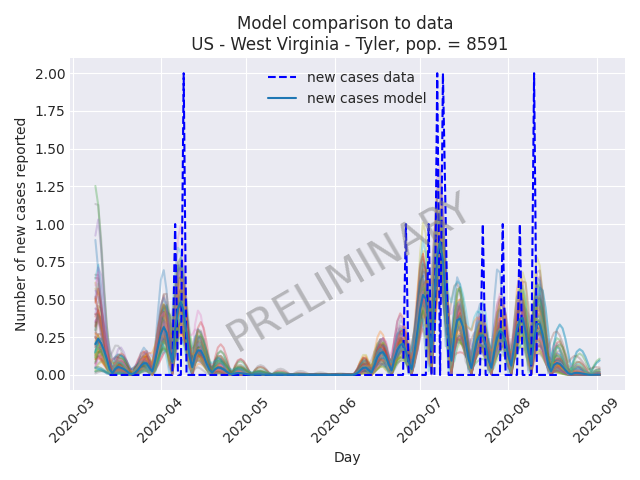 Model comparison to data
US - West Virginia - Tyler, pop. = 8591
new cases data
new cases model
2.00
1.75
1.50
1.25
1.00
0.75
0.50
0.25
0.00
Number of new cases reported
PRELIMINARY
2020-03
2020-04
2020-05
2020-06
2020-07
2020-08
2020-09
Day